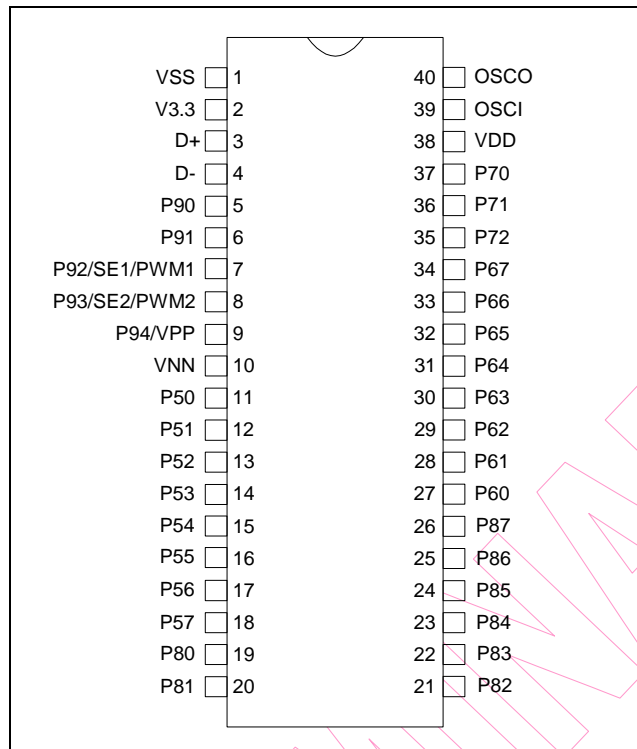 VSS 1 40 OSCO
V3.3 2 39 OSCI
D+ 3 38 VDD
D- 4 37 P70
P90 5 36 P71
P91 6 35 P72
P92/SE1/PWM1 7 34 P67
P93/SE2/PWM2 8 33 P66
P94/VPP 9 32 P65
VNN 10 31 P64
P50 11 30 P63
P51 12 29 P62
P52 13 28 P61
P53 14 27 P60
P54 15 26 P87
P55 16 25 P86
P56 17 24 P85
P57 18 23 P84
P80 19 22 P83
P81 20 21 P82